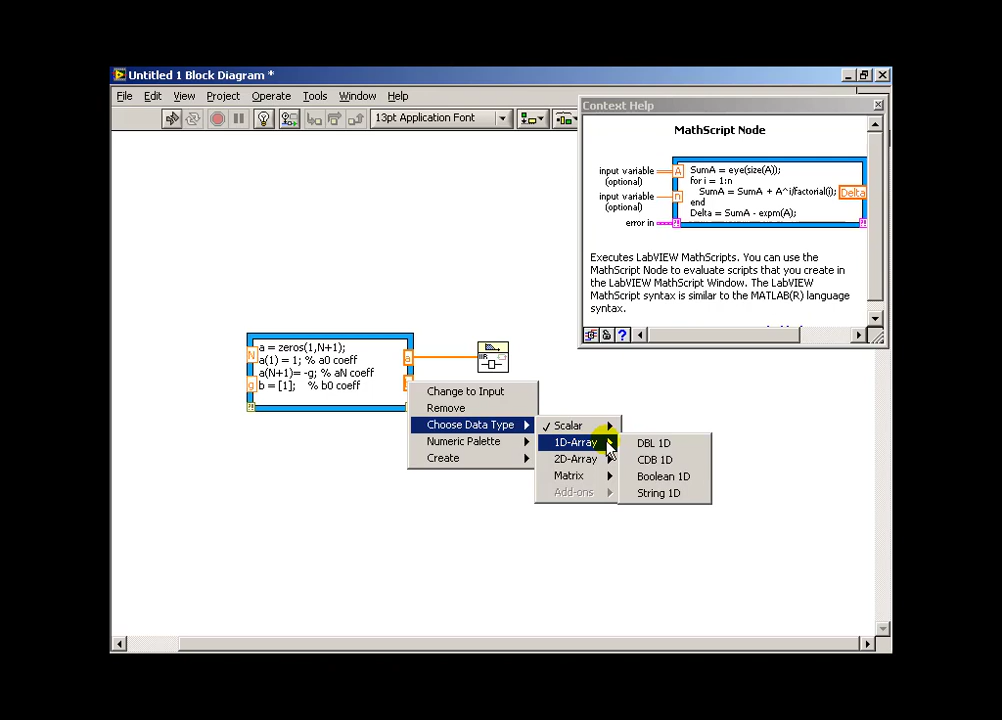 Untitled 1 Block Diagram *
File Edit View Project Operate Tools Window Help
13pt Application Font
Context Help
MathScript Node
input variable
(optional)
input variable
(optional)
error in
A
n
SumA = eye(size(A));
for i = 1:n
SumA = SumA + A^i/factorial(i);
end
Delta = SumA - expm(A);
Delta
Executes LabVIEW MathScripts. You can use the
MathScript Node to evaluate scripts that you create in
the LabVIEW MathScript Window. The LabVIEW
MathScript syntax is similar to the MATLAB(R) language
syntax.
N
g
a = zeros(1,N+1);
a(1) = 1; % a0 coeff
a(N+1)= -g; % aN coeff
b = [1]; % b0 coeff
a
Change to Input
Remove
Choose Data Type
Numeric Palette
Create
Scalar
1D-Array
2D-Array
Matrix
Add-ons
DBL 1D
CDB 1D
Boolean 1D
String 1D